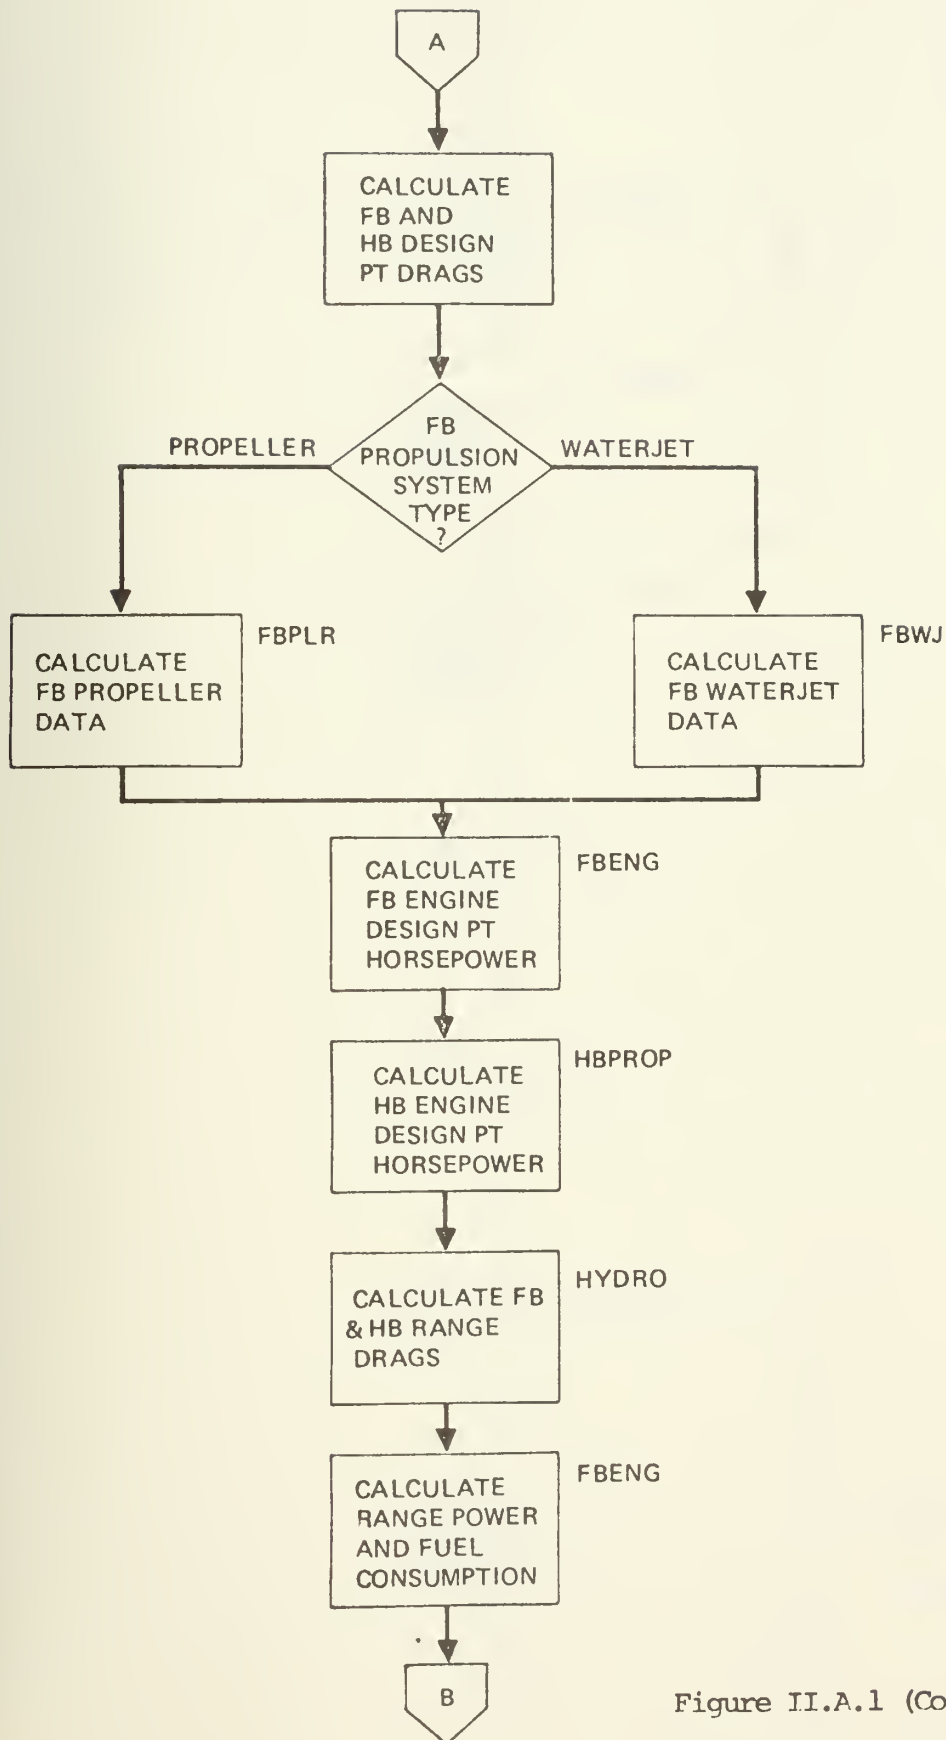 A
CALCULATE
FB AND
HB DESIGN
PT DRAGS
FB
PROPULSION
SYSTEM
TYPE
?
PROPELLER
WATERJET
FBPLR
CALCULATE
FB PROPELLER
DATA
FBWJ
CALCULATE
FB WATERJET
DATA
FBENG
CALCULATE
FB ENGINE
DESIGN PT
HORSEPOWER
HBPROP
CALCULATE
HB ENGINE
DESIGN PT
HORSEPOWER
HYDRO
CALCULATE FB
& HB RANGE
DRAGS
FBENG
CALCULATE
RANGE POWER
AND FUEL
CONSUMPTION
B
Figure II.A.1 (Co